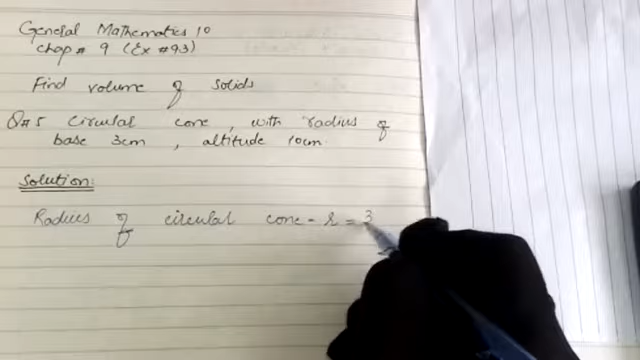 General Mathematics 10
Chap # 9 (Ex # 9.3)
Find volume of Solids
Q# 5 Circular cone, with radius of
base 3cm, altitude 10cm.
Solution:
Radius of circular cone = r = 3